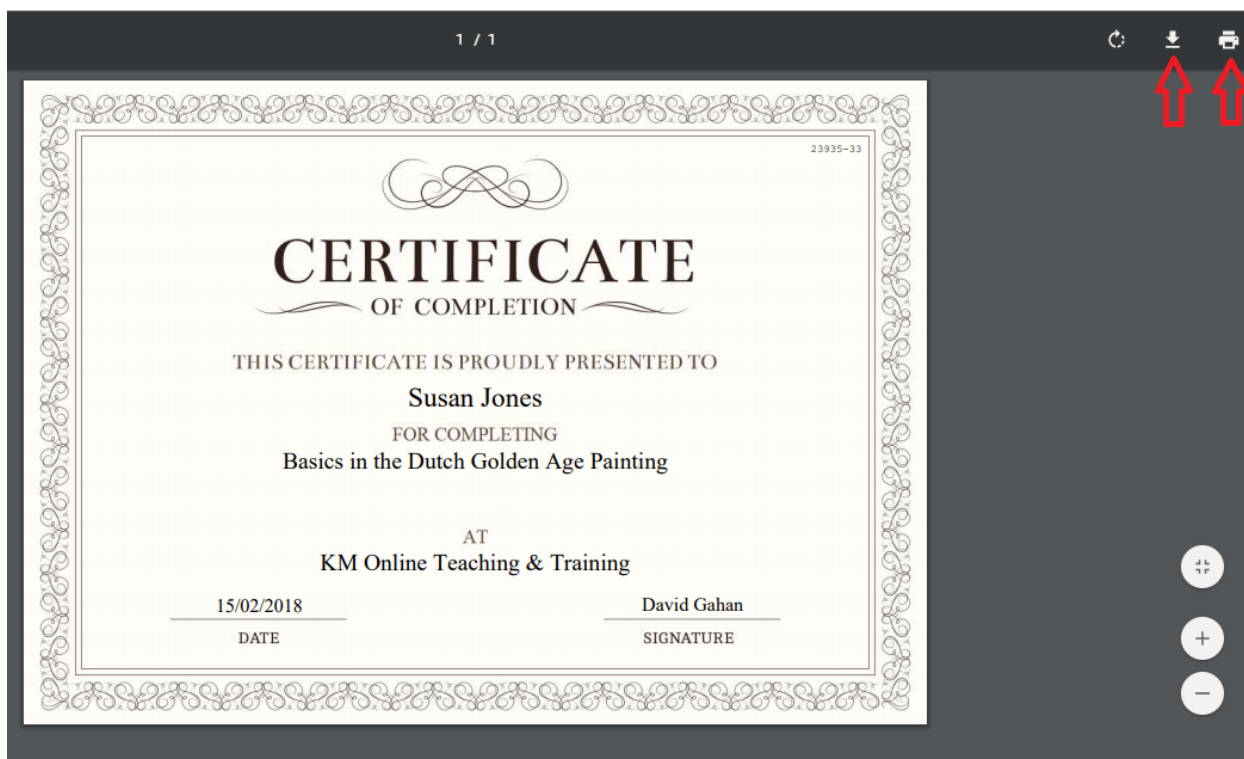 1 / 1
23935-33
CERTIFICATE
OF COMPLETION
THIS CERTIFICATE IS PROUDLY PRESENTED TO
Susan Jones
FOR COMPLETING
Basics in the Dutch Golden Age Painting
AT
KM Online Teaching & Training
15/02/2018
David Gahan
DATE
SIGNATURE